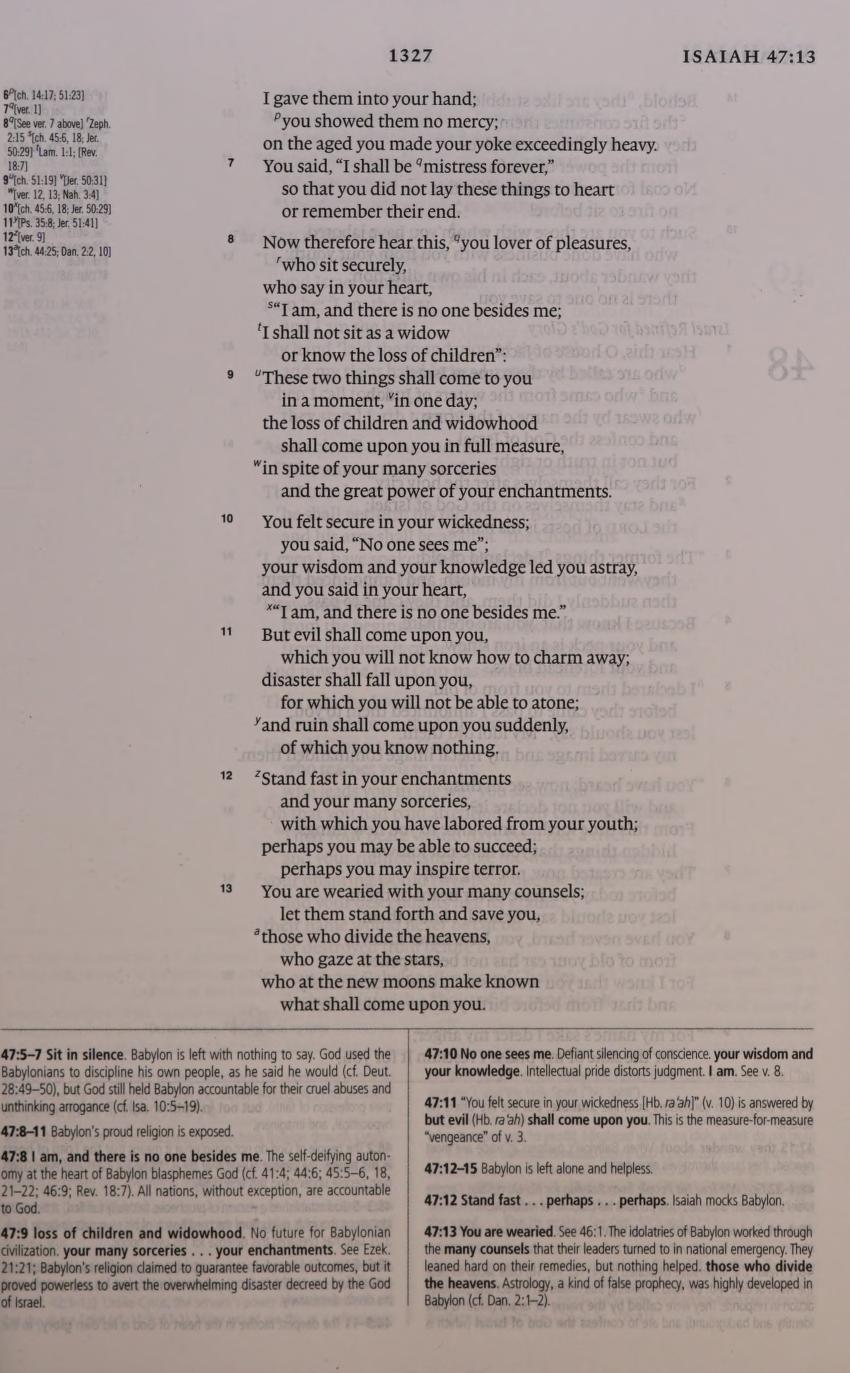 1327
ISAIAH 47:13
6 p[ch. 14:17; 51:23]
7 q[ver. 1]
8 q[See ver. 7 above] r Zeph.
2:15 s[ch. 45:6, 18; Jer.
50:29] t Lam. 1:1; [Rev.
18:7]
9 u[ch. 51:19] v[Jer. 50:31]
w[ver. 12, 13; Nah. 3:4]
10 x[ch. 45:6, 18; Jer. 50:29]
11 y[Ps. 35:8; Jer. 51:41]
12 z[ver. 9]
13 a[ch. 44:25; Dan. 2:2, 10]
I gave them into your hand;
p you showed them no mercy;
on the aged you made your yoke exceedingly heavy.
7 You said, “I shall be q mistress forever,”
so that you did not lay these things to heart
or remember their end.
8 Now therefore hear this, q you lover of pleasures,
r who sit securely,
who say in your heart,
s “I am, and there is no one besides me;
t I shall not sit as a widow
or know the loss of children”:
9 u These two things shall come to you
in a moment, v in one day;
the loss of children and widowhood
shall come upon you in full measure,
w in spite of your many sorceries
and the great power of your enchantments.
10 You felt secure in your wickedness;
you said, “No one sees me”;
your wisdom and your knowledge led you astray,
and you said in your heart,
x “I am, and there is no one besides me.”
11 But evil shall come upon you,
which you will not know how to charm away;
disaster shall fall upon you,
for which you will not be able to atone;
y and ruin shall come upon you suddenly,
of which you know nothing.
12 z Stand fast in your enchantments
and your many sorceries,
with which you have labored from your youth;
perhaps you may be able to succeed;
perhaps you may inspire terror.
13 You are wearied with your many counsels;
let them stand forth and save you,
a those who divide the heavens,
who gaze at the stars,
who at the new moons make known
what shall come upon you.
47:5–7 Sit in silence. Babylon is left with nothing to say. God used the
Babylonians to discipline his own people, as he said he would (cf. Deut.
28:49–50), but God still held Babylon accountable for their cruel abuses and
unthinking arrogance (cf. Isa. 10:5–19).
47:8–11 Babylon's proud religion is exposed.
47:8 I am, and there is no one besides me. The self-deifying auton-
omy at the heart of Babylon blasphemes God (cf. 41:4; 44:6; 45:5–6, 18,
21–22; 46:9; Rev. 18:7). All nations, without exception, are accountable
to God.
47:9 loss of children and widowhood. No future for Babylonian
civilization. your many sorceries . . . your enchantments. See Ezek.
21:21; Babylon's religion claimed to guarantee favorable outcomes, but it
proved powerless to avert the overwhelming disaster decreed by the God
of Israel.
47:10 No one sees me. Defiant silencing of conscience. your wisdom and
your knowledge. Intellectual pride distorts judgment. I am. See v. 8.
47:11 “You felt secure in your wickedness [Hb. ra‘ah]” (v. 10) is answered by
but evil (Hb. ra‘ah) shall come upon you. This is the measure-for-measure
“vengeance” of v. 3.
47:12–15 Babylon is left alone and helpless.
47:12 Stand fast . . . perhaps . . . perhaps. Isaiah mocks Babylon.
47:13 You are wearied. See 46:1. The idolatries of Babylon worked through
the many counsels that their leaders turned to in national emergency. They
leaned hard on their remedies, but nothing helped. those who divide
the heavens. Astrology, a kind of false prophecy, was highly developed in
Babylon (cf. Dan. 2:1–2).